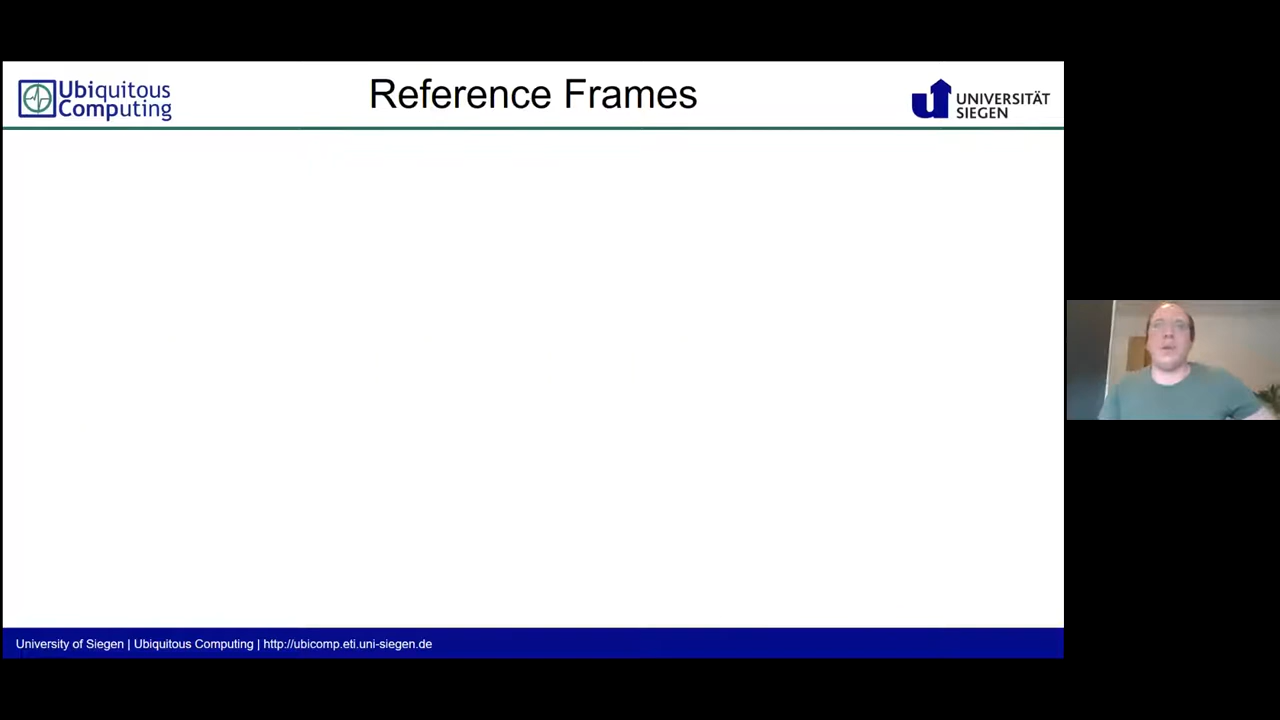 Ubiquitous
Computing
Reference Frames
UNIVERSITÄT
SIEGEN
University of Siegen | Ubiquitous Computing | http://ubicomp.eti.uni-siegen.de